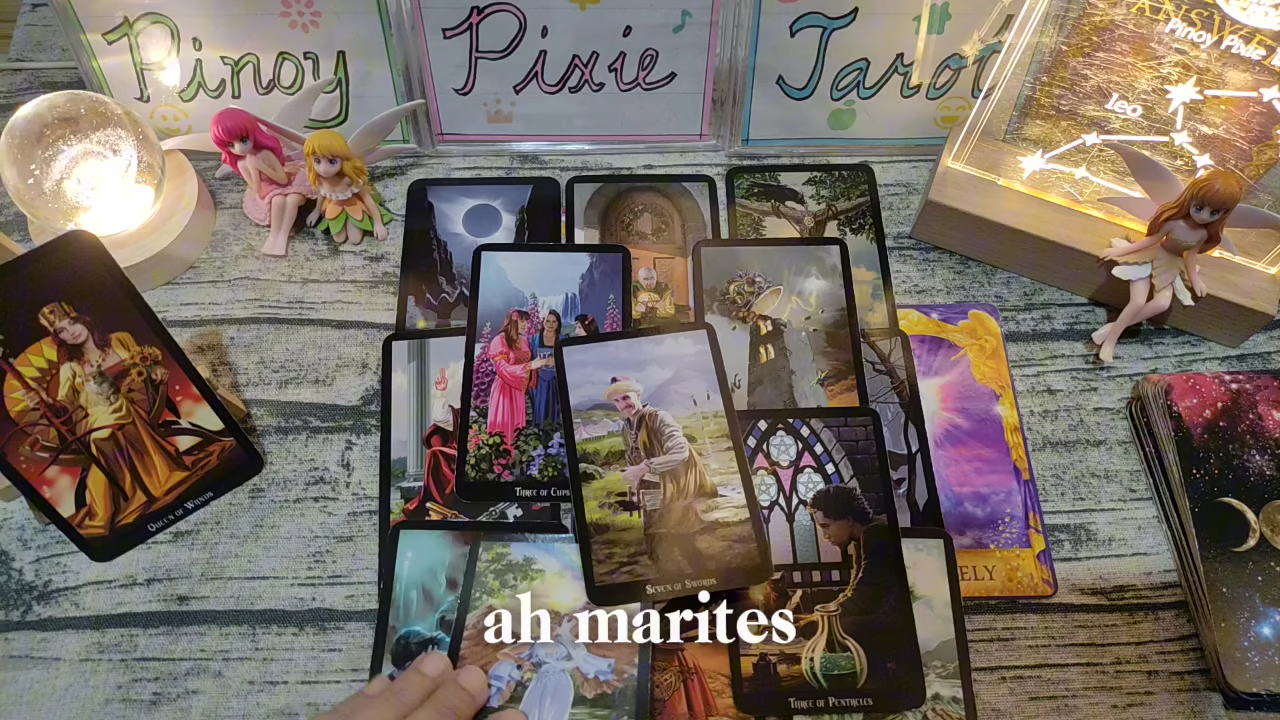 Pinoy
Pixie
Tarot
ANSWER
Pinoy Pixie
leo
QUEEN OF WANDS
THREE OF CUPS
SEVEN OF SWORDS
ELY
ah marites
THREE OF PENTACLES